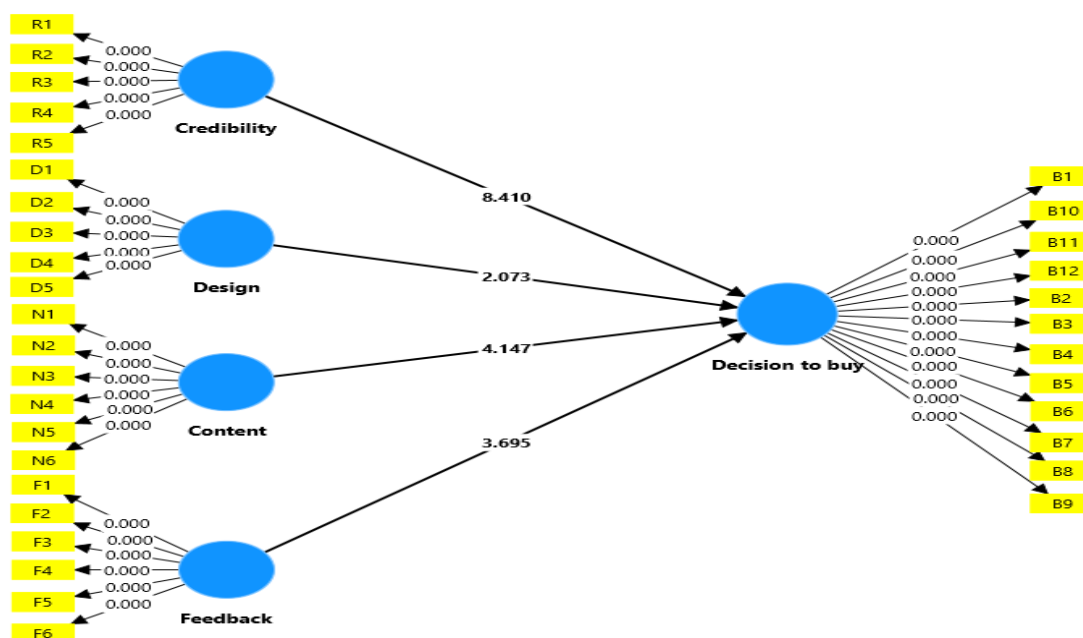 R1
R2
R3
R4
R5
0.000
0.000
0.000
0.000
0.000
Credibility
D1
D2
D3
D4
D5
0.000
0.000
0.000
0.000
0.000
Design
N1
N2
N3
N4
N5
N6
0.000
0.000
0.000
0.000
0.000
0.000
Content
F1
F2
F3
F4
F5
F6
0.000
0.000
0.000
0.000
0.000
0.000
Feedback
8.410
2.073
4.147
3.695
Decision to buy
0.000
0.000
0.000
0.000
0.000
0.000
0.000
0.000
0.000
0.000
0.000
0.000
B1
B10
B11
B12
B2
B3
B4
B5
B6
B7
B8
B9